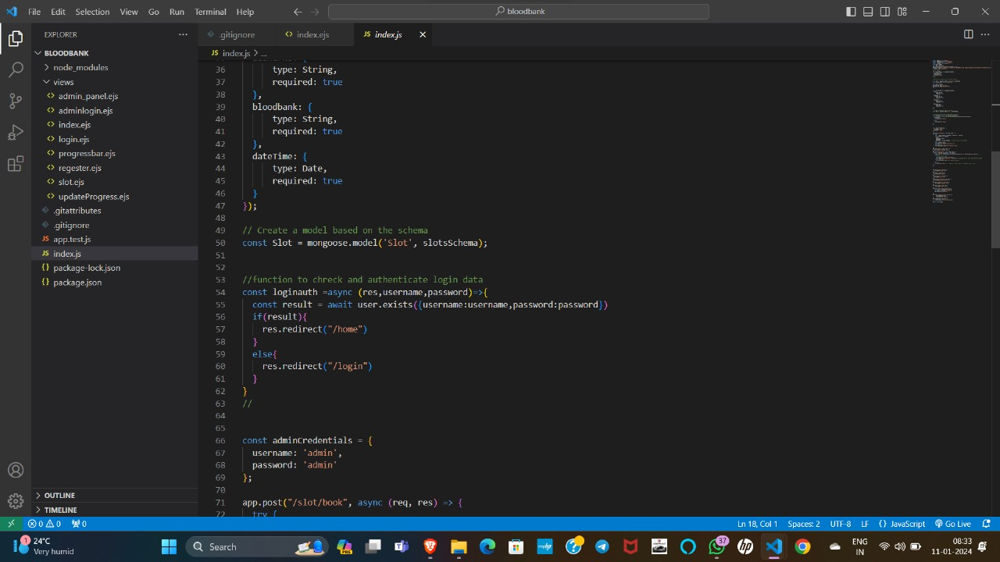 File Edit Selection View Go Run Terminal Help
bloodbank
EXPLORER
.gitignore
index.ejs
JS index.js
BLOODBANK
JS index.js > ...
node_modules
views
admin_panel.ejs
adminlogin.ejs
index.ejs
login.ejs
progressbar.ejs
regester.ejs
slot.ejs
updateProgress.ejs
.gitattributes
.gitignore
JS app.test.js
JS index.js
{} package-lock.json
{} package.json
OUTLINE
TIMELINE
36 type: String,
37 required: true
38 },
39 bloodbank: {
40 type: String,
41 required: true
42 },
43 dateTime: {
44 type: Date,
45 required: true
46 }
47 });
48
49 // Create a model based on the schema
50 const Slot = mongoose.model('Slot', slotsSchema);
51
52
53 //function to chreck and authenticate login data
54 const loginauth =async (res,username,password)=>{
55 const result = await user.exists({username:username,password:password})
56 if(result){
57 res.redirect("/home")
58 }
59 else{
60 res.redirect("/login")
61 }
62 }
63 //
64
65
66 const adminCredentials = {
67 username: 'admin',
68 password: 'admin'
69 };
70
71 app.post("/slot/book", async (req, res) => {
72 try {
0 0 0
Ln 18, Col 1 Spaces: 2 UTF-8 LF {} JavaScript Go Live
1
24°C
Very humid
Search
PRE
37
ENG
IN
08:33
11-01-2024